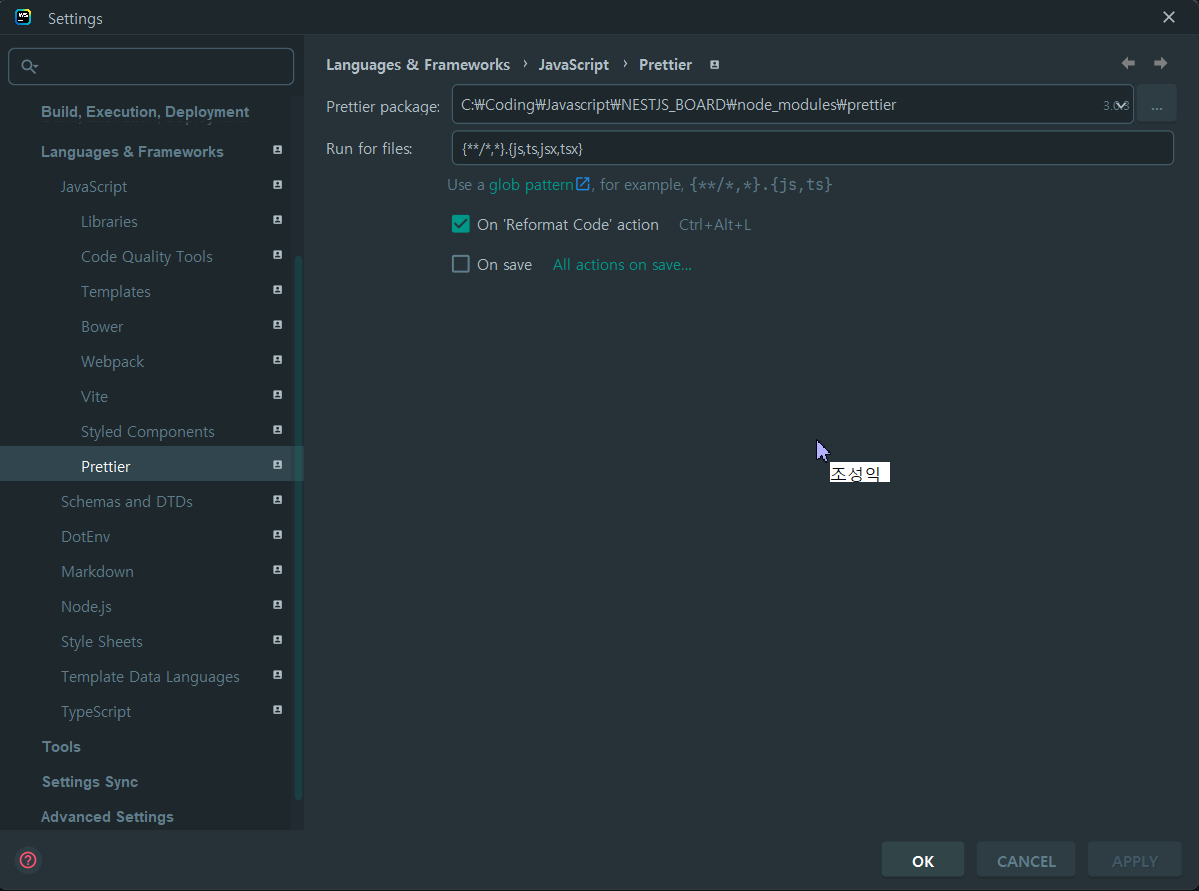 Settings
Build, Execution, Deployment
Languages & Frameworks
JavaScript
Libraries
Code Quality Tools
Templates
Bower
Webpack
Vite
Styled Components
Prettier
Schemas and DTDs
DotEnv
Markdown
Node.js
Style Sheets
Template Data Languages
TypeScript
Tools
Settings Sync
Advanced Settings
Languages & Frameworks › JavaScript › Prettier
Prettier package: C:₩Coding₩Javascript₩NESTJS_BOARD₩node_modules₩prettier ...
Run for files: {**/*,*}.{js,ts,jsx,tsx}
Use a glob pattern, for example, {**/*,*}.{js,ts}
On 'Reformat Code' action Ctrl+Alt+L
On save All actions on save...
조성익
OK CANCEL APPLY